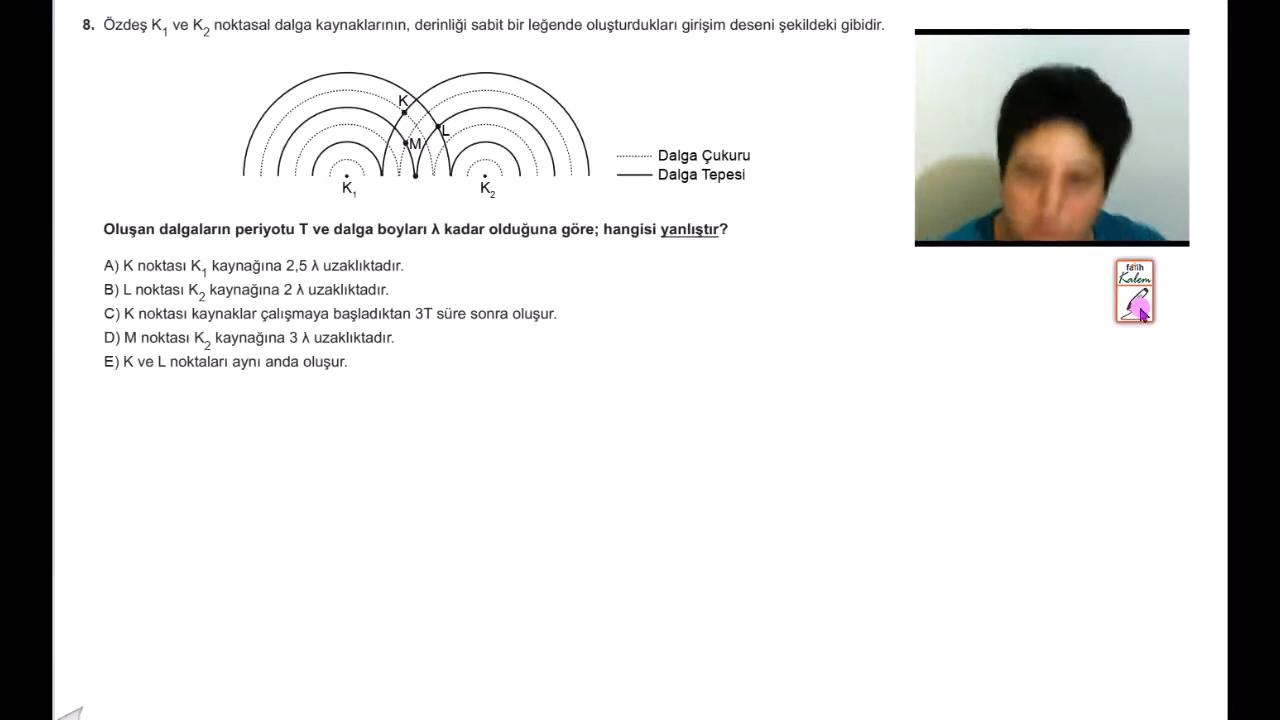 8. Özdeş K1 ve K2 noktasal dalga kaynaklarının, derinliği sabit bir leğende oluşturdukları girişim deseni şekildeki gibidir.
K
L
M
K1
K2
Dalga Çukuru
Dalga Tepesi
Oluşan dalgaların periyotu T ve dalga boyları λ kadar olduğuna göre; hangisi yanlıştır?
A) K noktası K1 kaynağına 2,5 λ uzaklıktadır.
B) L noktası K2 kaynağına 2 λ uzaklıktadır.
C) K noktası kaynaklar çalışmaya başladıktan 3T süre sonra oluşur.
D) M noktası K2 kaynağına 3 λ uzaklıktadır.
E) K ve L noktaları aynı anda oluşur.
fatih
Kalem